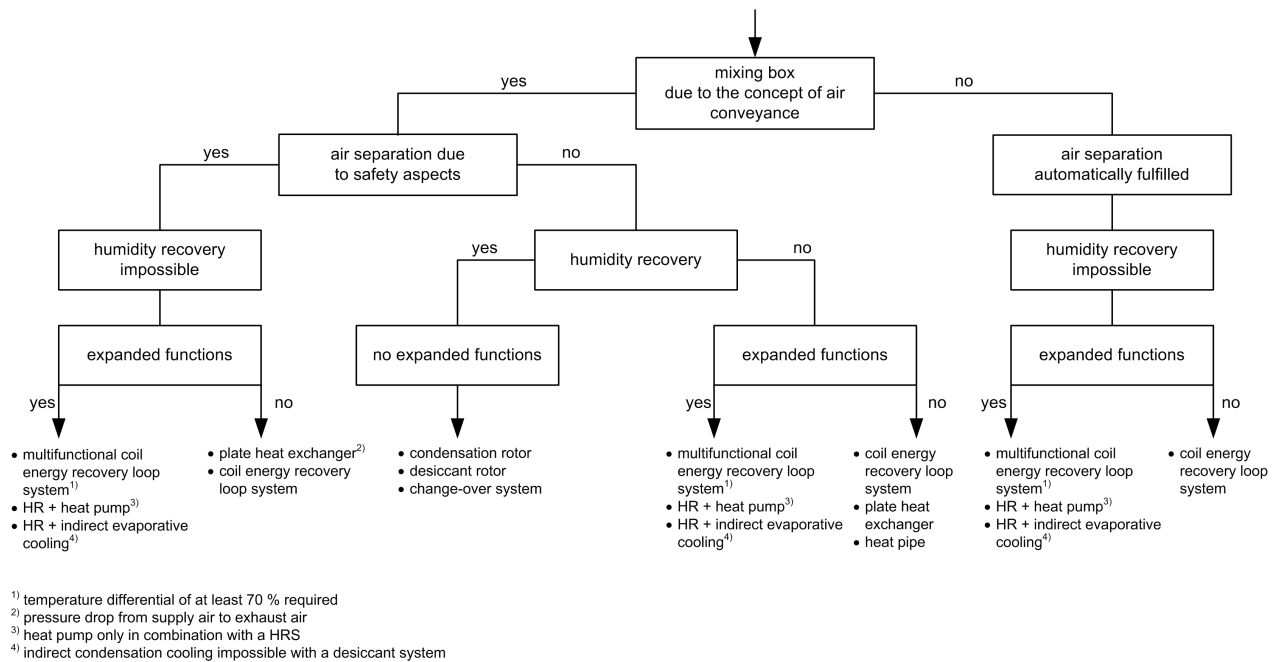 mixing box
due to the concept of air
conveyance
yes
no
air separation due
to safety aspects
yes
no
air separation
automatically fulfilled
humidity recovery
impossible
humidity recovery
yes
no
humidity recovery
impossible
expanded functions
no expanded functions
expanded functions
expanded functions
yes
no
yes
no
yes
no
• multifunctional coil
energy recovery loop
system1)
• HR + heat pump3)
• HR + indirect evaporative
cooling4)
• plate heat exchanger2)
• coil energy recovery
loop system
• condensation rotor
• desiccant rotor
• change-over system
• multifunctional coil
energy recovery loop
system1)
• HR + heat pump3)
• HR + indirect evaporative
cooling4)
• coil energy
recovery loop
system
• plate heat
exchanger
• heat pipe
• multifunctional coil
energy recovery loop
system1)
• HR + heat pump3)
• HR + indirect evaporative
cooling4)
• coil energy
recovery loop
system
1) temperature differential of at least 70 % required
2) pressure drop from supply air to exhaust air
3) heat pump only in combination with a HRS
4) indirect condensation cooling impossible with a desiccant system